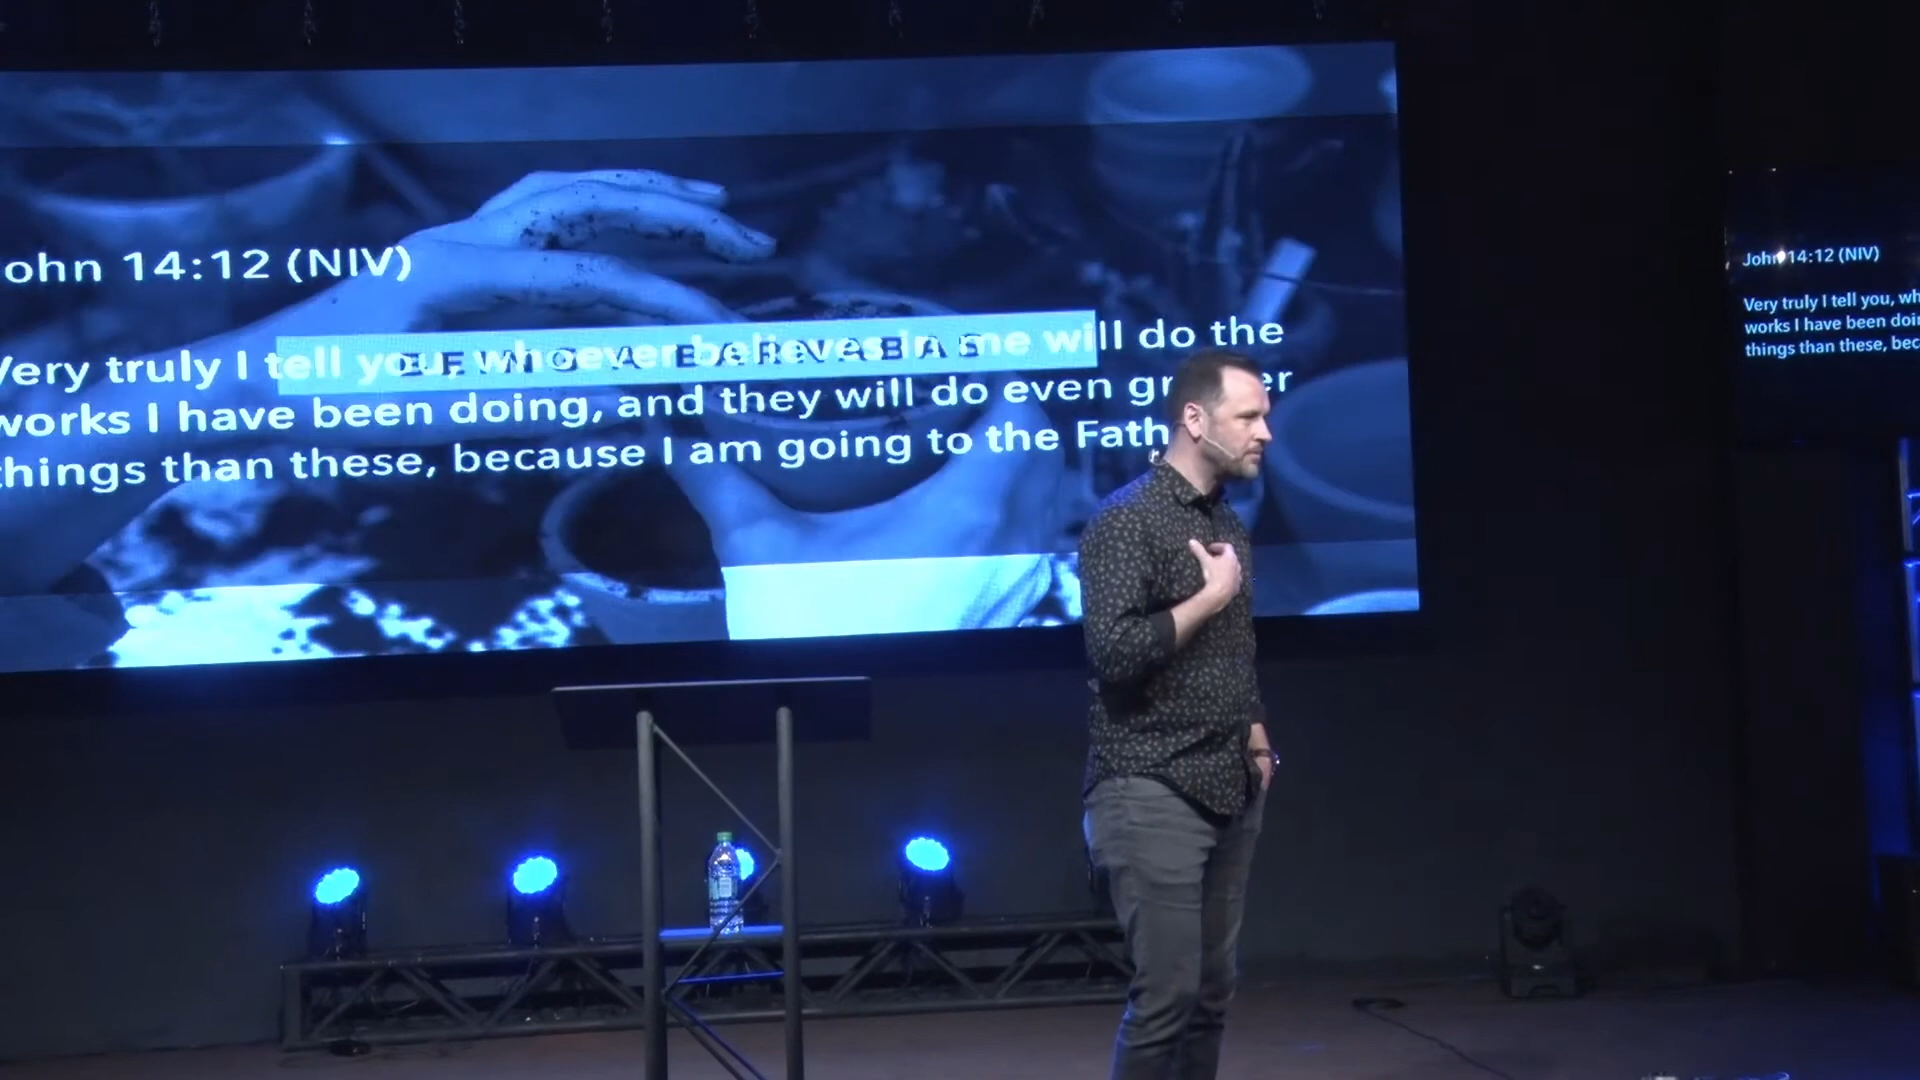 ohn 14:12 (NIV)
Very truly I tell you, whoever believes in me will do the
works I have been doing, and they will do even gr er
things than these, because I am going to the Fath
BEING A BARNABAS
John 14:12 (NIV)
Very truly I tell you, wh
works I have been doi
things than these, bec